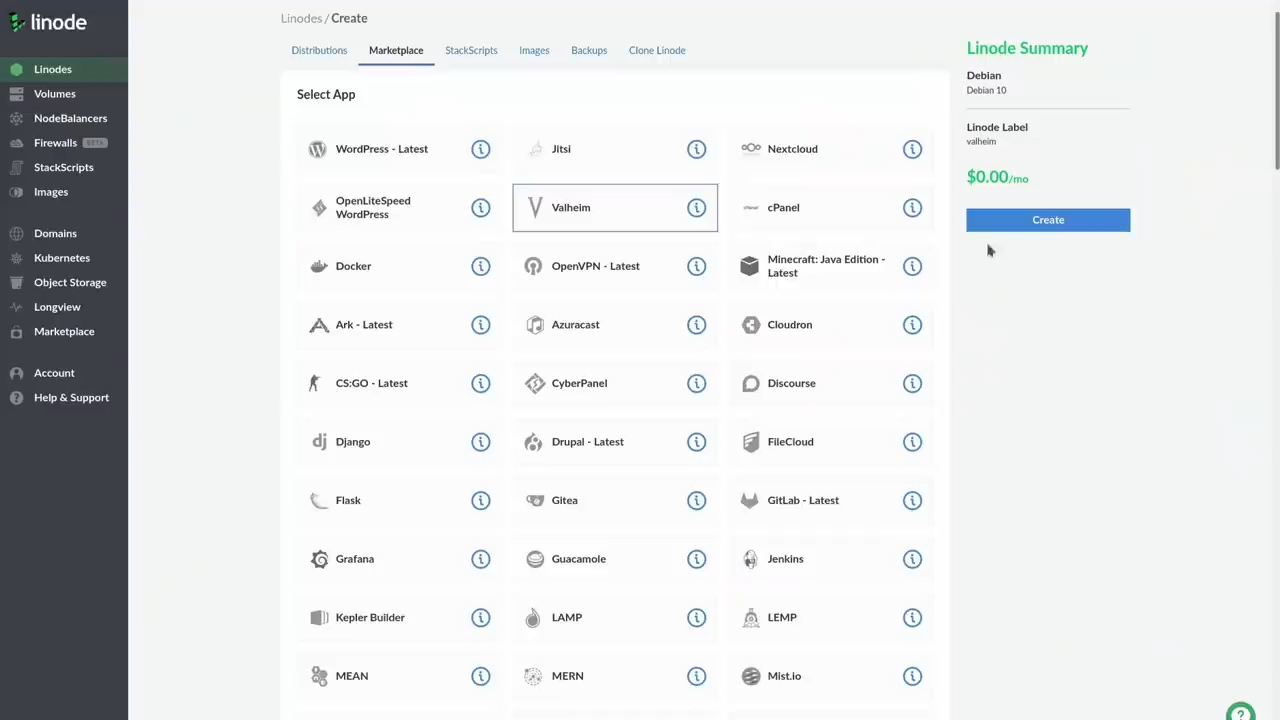 linode
Linodes
Volumes
NodeBalancers
Firewalls BETA
StackScripts
Images
Domains
Kubernetes
Object Storage
Longview
Marketplace
Account
Help & Support
Linodes / Create
Distributions Marketplace StackScripts Images Backups Clone Linode
Select App
WordPress - Latest
Jitsi
Nextcloud
OpenLiteSpeed
WordPress
Valheim
cPanel
Docker
OpenVPN - Latest
Minecraft: Java Edition -
Latest
Ark - Latest
Azuracast
Cloudron
CS:GO - Latest
CyberPanel
Discourse
Django
Drupal - Latest
FileCloud
Flask
Gitea
GitLab - Latest
Grafana
Guacamole
Jenkins
Kepler Builder
LAMP
LEMP
MEAN
MERN
Mist.io
Linode Summary
Debian
Debian 10
Linode Label
valheim
$0.00/mo
Create